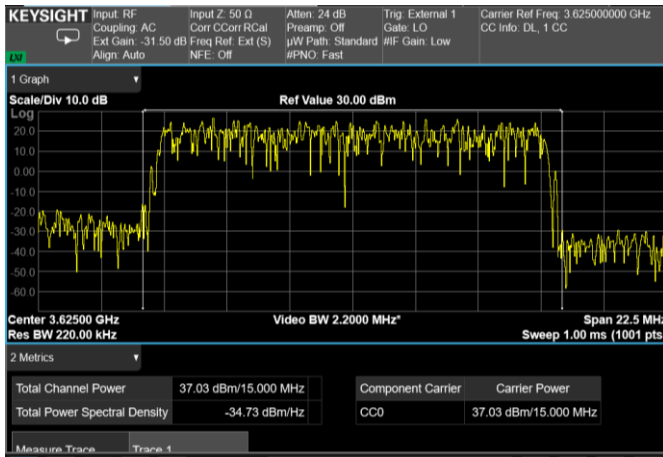 KEYSIGHT Input: RF Input Z: 50 Ω Atten: 24 dB Trig: External 1 Carrier Ref Freq: 3.625000000 GHz
Coupling: AC Corr CCorr RCal Preamp: Off Gate: LO CC Info: DL, 1 CC
Ext Gain: -31.50 dB Freq Ref: Ext (S) µW Path: Standard #IF Gain: Low
LXI Align: Auto NFE: Off #PNO: Fast
1 Graph
Scale/Div 10.0 dB Ref Value 30.00 dBm
Log
20.0
10.0
0.00
-10.0
-20.0
-30.0
-40.0
-50.0
-60.0
Center 3.62500 GHz Video BW 2.2000 MHz* Span 22.5 MHz
Res BW 220.00 kHz Sweep 1.00 ms (1001 pts
2 Metrics
Total Channel Power 37.03 dBm/15.000 MHz Component Carrier Carrier Power
Total Power Spectral Density -34.73 dBm/Hz CC0 37.03 dBm/15.000 MHz
Measure Trace Trace 1